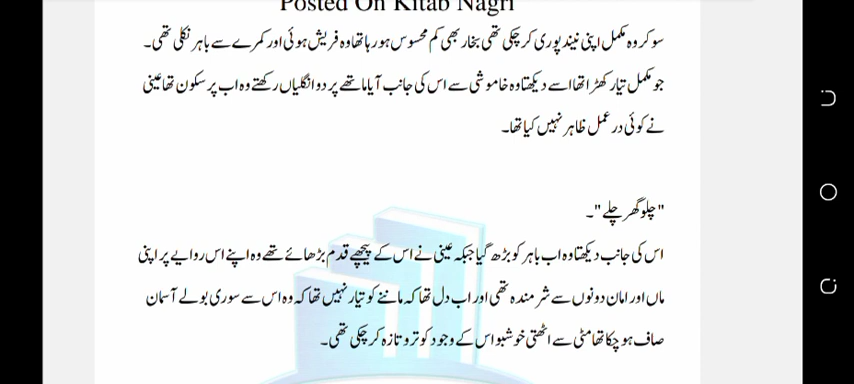 Posted On Kitab Nagri
سو کر وہ مکمل اپنی نیند پوری کر چکی تھی بخار بھی کم محسوس ہو رہا تھا وہ فریش ہوئی اور کمرے سے باہر نکلی تھی۔
جو مکمل تیار کھڑا تھا اسے دیکھتا وہ خاموشی سے اس کی جانب آیا ماتھے پر دو انگلیاں رکھتے وہ اب پر سکون تھا عینی
نے کوئی در عمل ظاہر نہیں کیا تھا۔
"چلو گھر چلے"۔
اس کی جانب دیکھتا وہ اب باہر کو بڑھ گیا جبکہ عینی نے اس کے پیچھے قدم بڑھائے تھے وہ اپنے اس روایے پر اپنی
ماں اور امان دونوں سے شرمندہ تھی اور اب دل تھا کہ ماننے کو تیار نہیں تھا کہ وہ اس سے سوری بولے آسمان
صاف ہو چکا تھا مٹی سے اٹھتی خوشبو اس کے وجود کو تر و تازہ کر چکی تھی۔